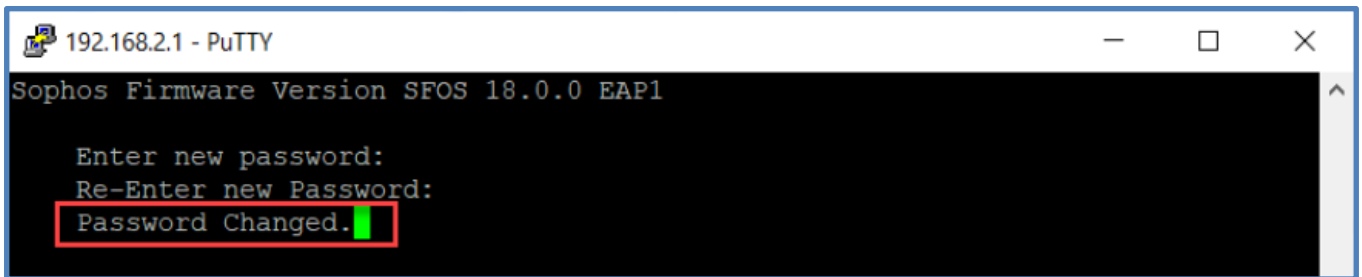 192.168.2.1 - PuTTY
Sophos Firmware Version SFOS 18.0.0 EAP1
Enter new password:
Re-Enter new Password:
Password Changed.